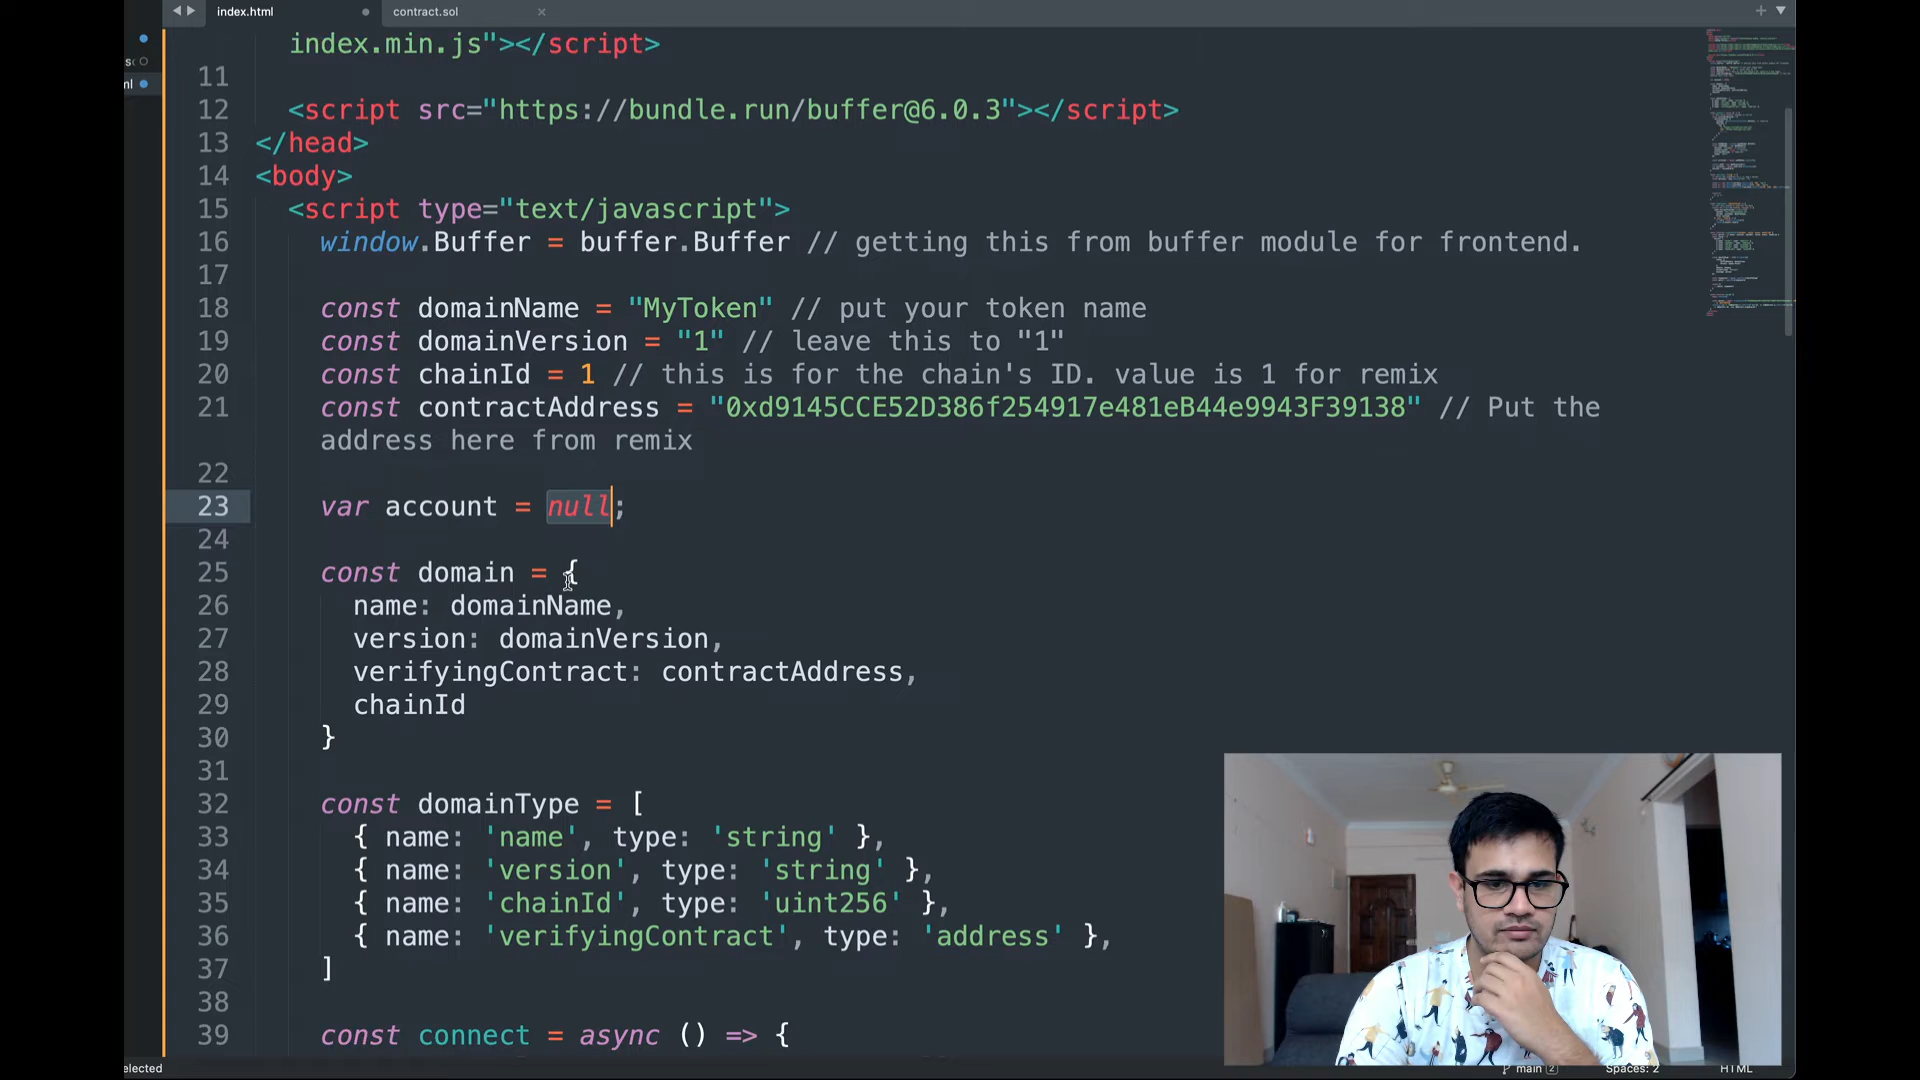 index.html
contract.sol
index.min.js"></script>
11
12 <script src="https://bundle.run/buffer@6.0.3"></script>
13 </head>
14 <body>
15 <script type="text/javascript">
16 window.Buffer = buffer.Buffer // getting this from buffer module for frontend.
17
18 const domainName = "MyToken" // put your token name
19 const domainVersion = "1" // leave this to "1"
20 const chainId = 1 // this is for the chain's ID. value is 1 for remix
21 const contractAddress = "0xd9145CCE52D386f254917e481eB44e9943F39138" // Put the
address here from remix
22
23 var account = null;
24
25 const domain = {
26 name: domainName,
27 version: domainVersion,
28 verifyingContract: contractAddress,
29 chainId
30 }
31
32 const domainType = [
33 { name: 'name', type: 'string' },
34 { name: 'version', type: 'string' },
35 { name: 'chainId', type: 'uint256' },
36 { name: 'verifyingContract', type: 'address' },
37 ]
38
39 const connect = async () => {
elected
main 2
Spaces: 2
HTML